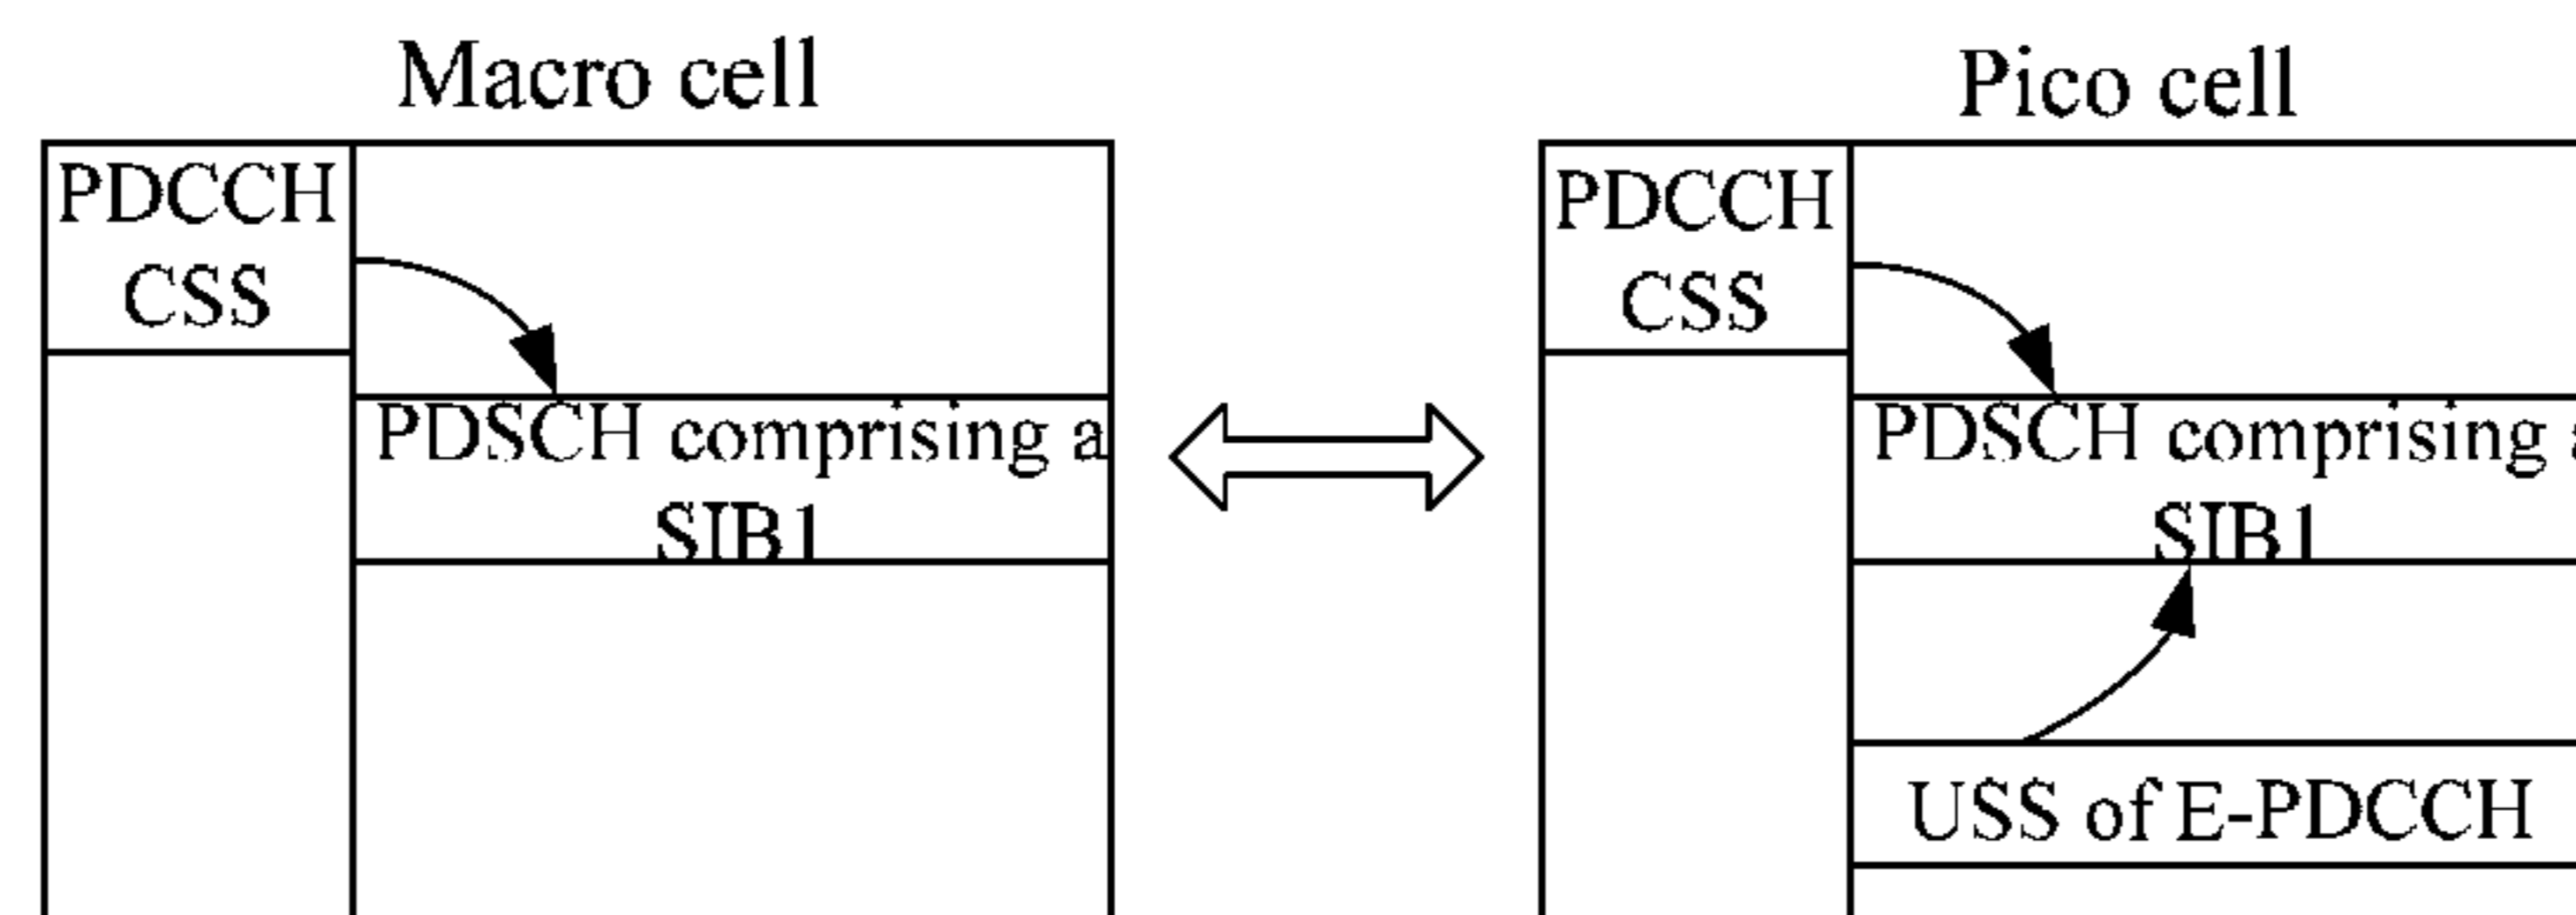 Macro cell
PDCCH
CSS
PDSCH comprising a
SIB1
Pico cell
PDCCH
CSS
PDSCH comprising
SIB1
USS of E-PDCCH